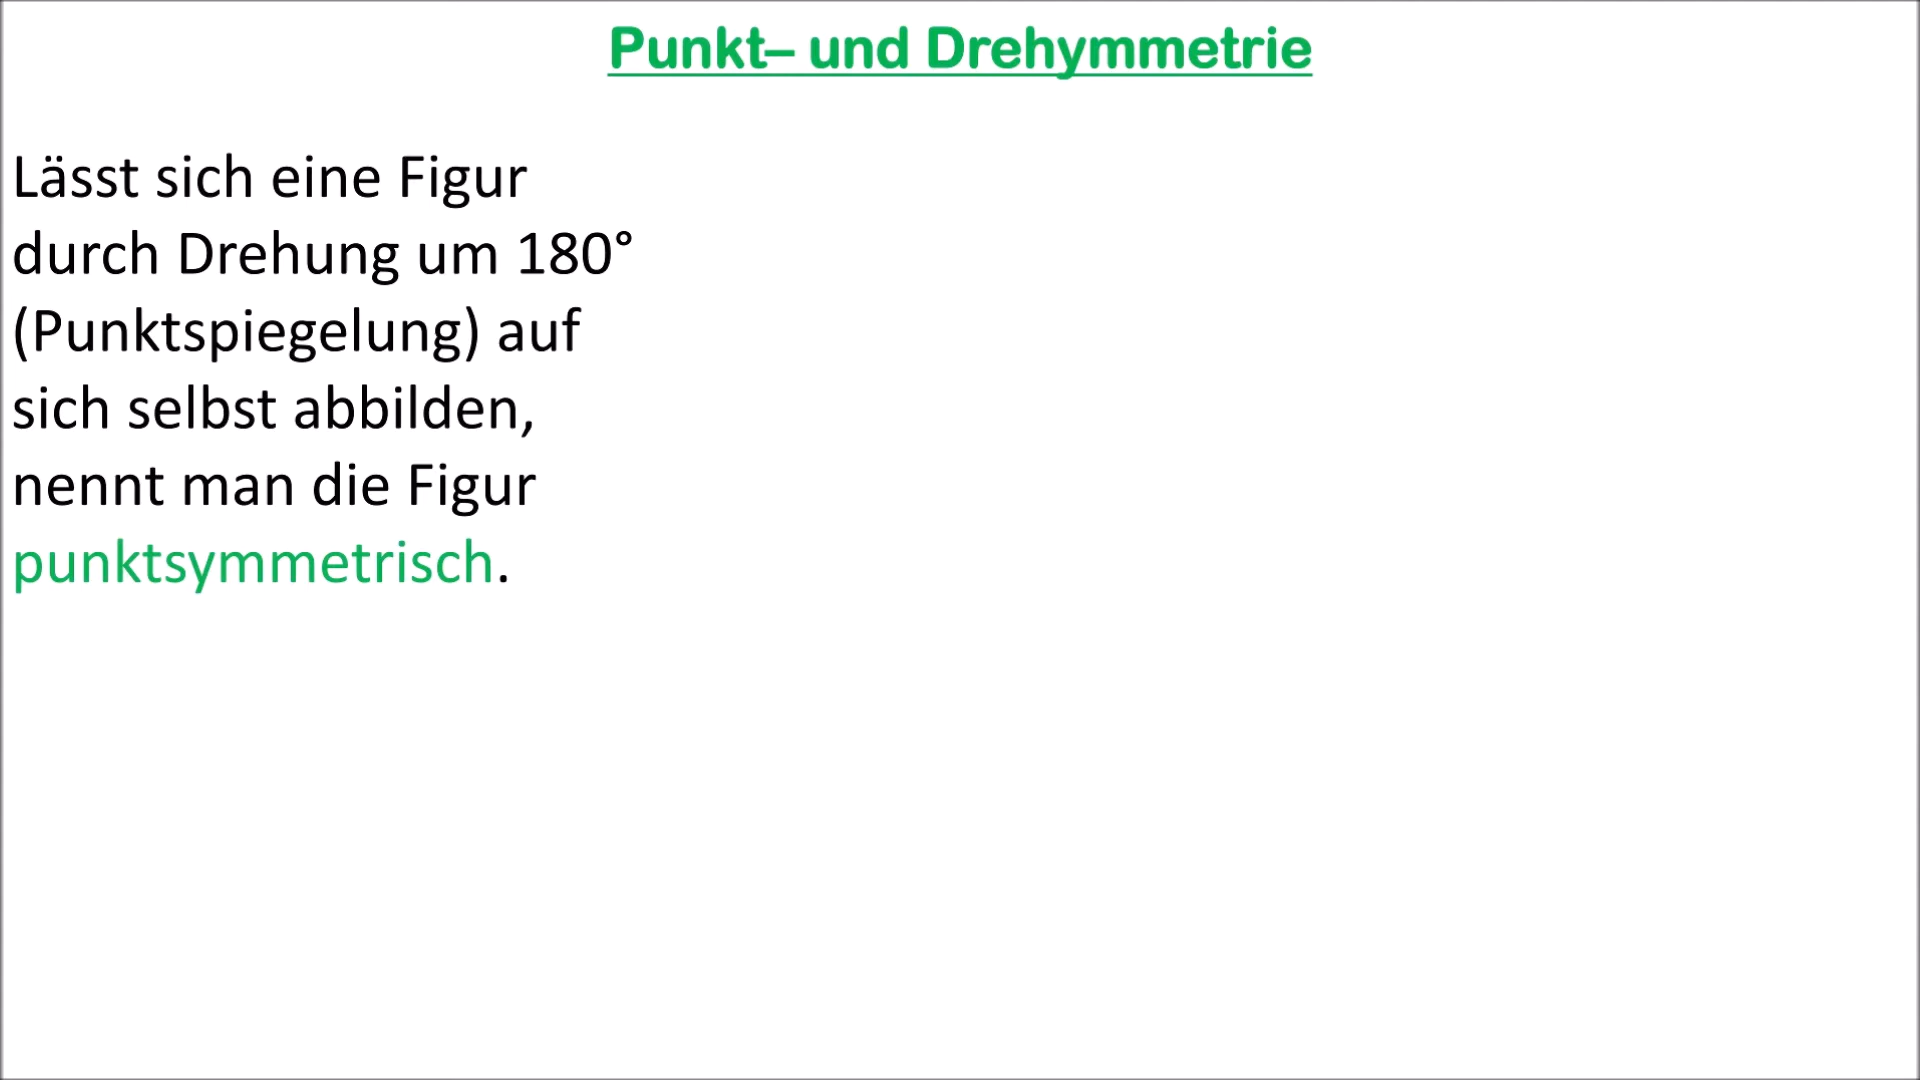 Punkt– und Drehymmetrie
Lässt sich eine Figur
durch Drehung um 180°
(Punktspiegelung) auf
sich selbst abbilden,
nennt man die Figur
punktsymmetrisch.